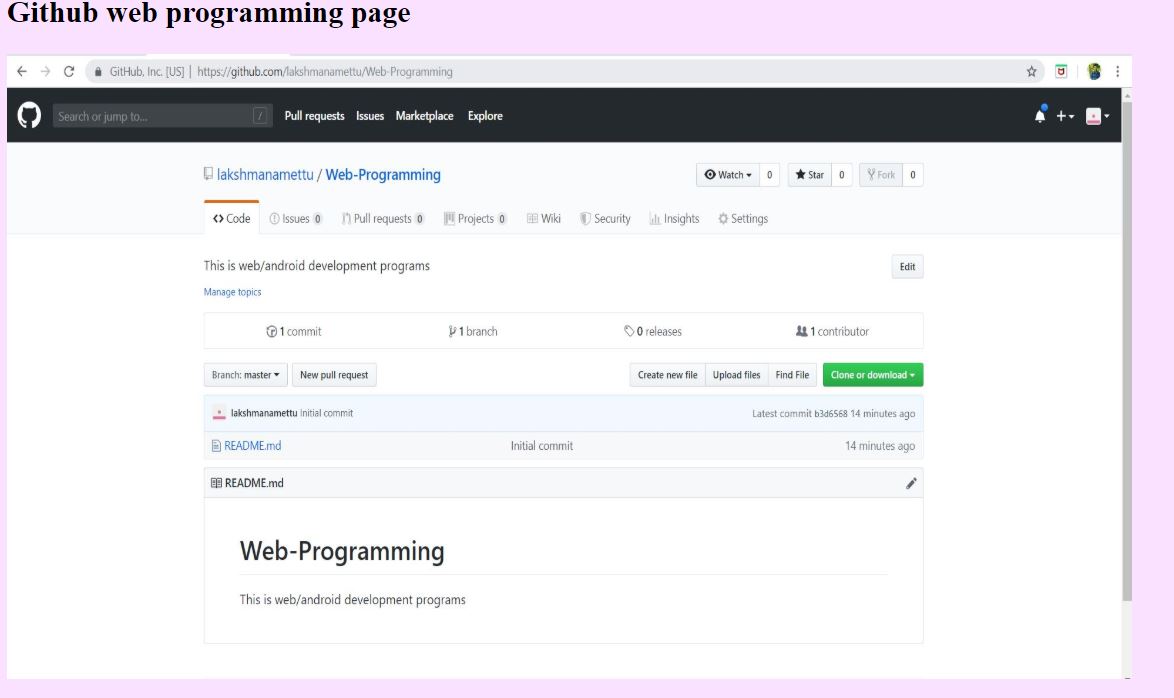 Github web programming page
GitHub, Inc. [US] | https://github.com/lakshmanamettu/Web-Programming
Search or jump to... / Pull requests Issues Marketplace Explore
lakshmanamettu / Web-Programming Watch 0 Star 0 Fork 0
Code Issues 0 Pull requests 0 Projects 0 Wiki Security Insights Settings
This is web/android development programs Edit
Manage topics
1 commit 1 branch 0 releases 1 contributor
Branch: master New pull request Create new file Upload files Find File Clone or download
lakshmanamettu Initial commit Latest commit b3d6568 14 minutes ago
README.md Initial commit 14 minutes ago
README.md
Web-Programming
This is web/android development programs